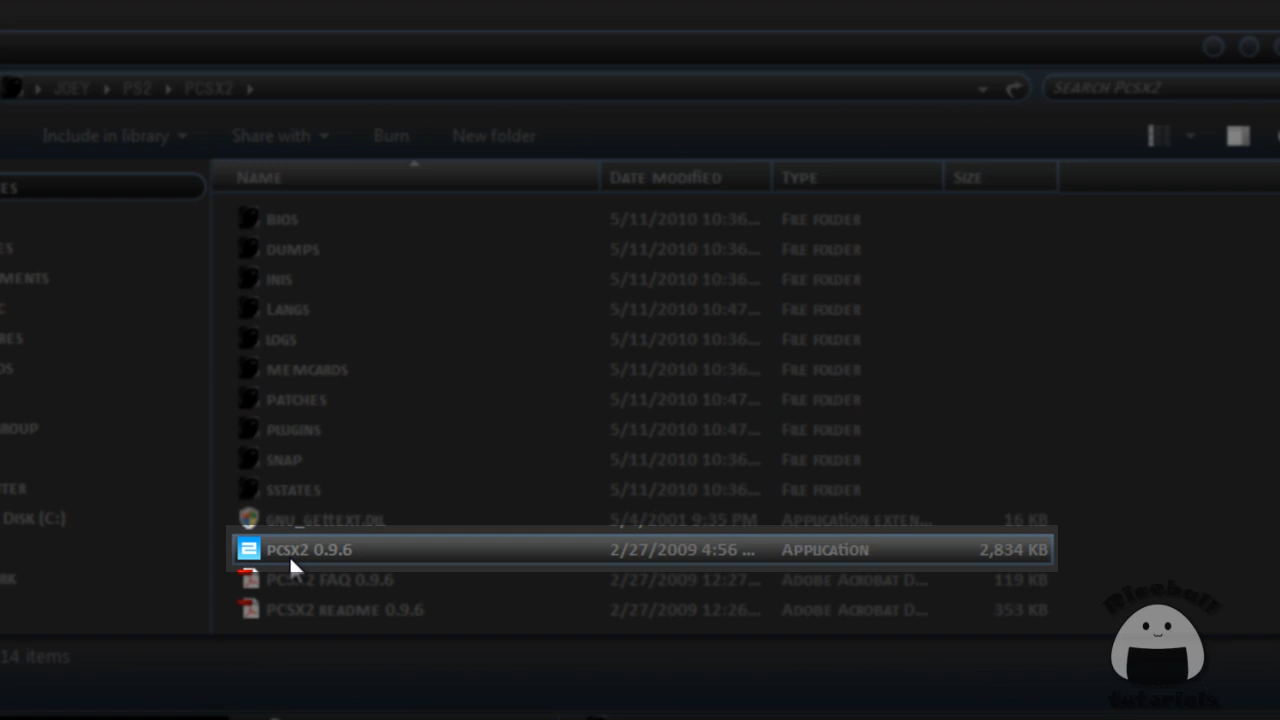 JOEY PS2 PCSX2 SEARCH PCSX2
Include in library Share with Burn New folder
NAME DATE MODIFIED TYPE SIZE
BIOS 5/11/2010 10:36... FILE FOLDER
DUMPS 5/11/2010 10:36... FILE FOLDER
INIS 5/11/2010 10:36... FILE FOLDER
LANGS 5/11/2010 10:47... FILE FOLDER
LOGS 5/11/2010 10:36... FILE FOLDER
MEMCARDS 5/11/2010 10:36... FILE FOLDER
PATCHES 5/11/2010 10:47... FILE FOLDER
PLUGINS 5/11/2010 10:47... FILE FOLDER
SNAP 5/11/2010 10:36... FILE FOLDER
SSTATES 5/11/2010 10:36... FILE FOLDER
DISK (C:) GNU_GETTEXT.DLL 5/4/2001 9:35 PM APPLICATION EXTEN... 16 KB
PCSX2 0.9.6 2/27/2009 4:56 ... APPLICATION 2,834 KB
PCSX2 FAQ 0.9.6 2/27/2009 12:27... ADOBE ACROBAT D... 119 KB
PCSX2 README 0.9.6 2/27/2009 12:26... ADOBE ACROBAT D... 353 KB
14 items
Riceball
tutorials